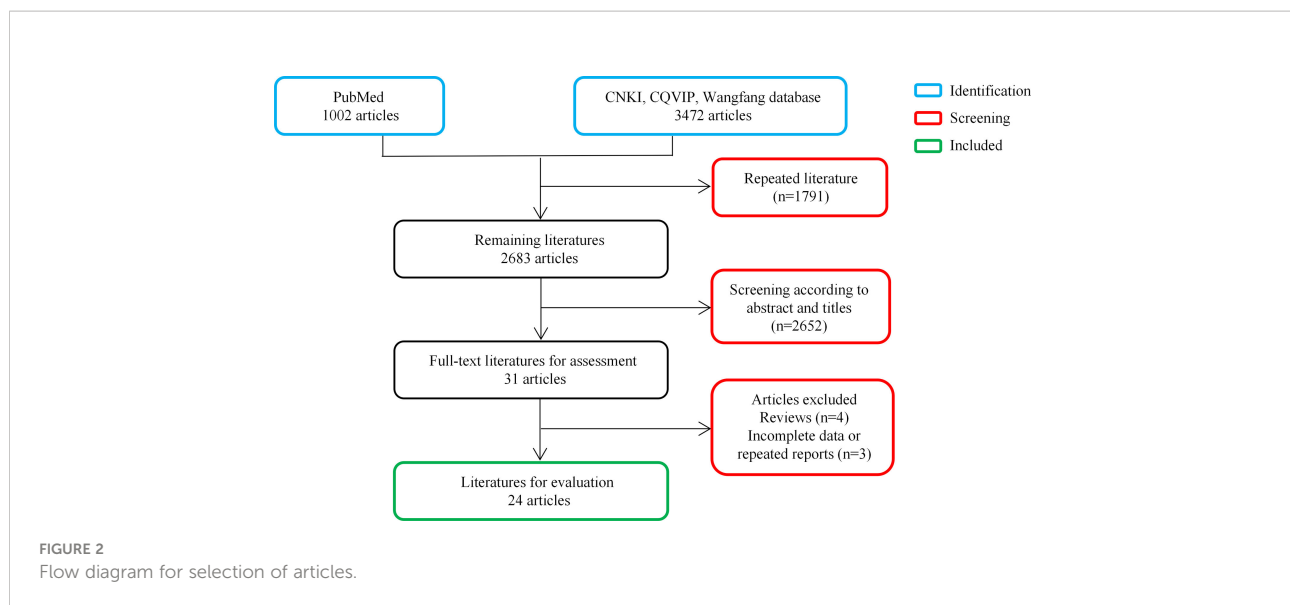 PubMed
1002 articles
CNKI, CQVIP, Wangfang database
3472 articles
Identification
Screening
Included
Repeated literature
(n=1791)
Remaining literatures
2683 articles
Screening according to
abstract and titles
(n=2652)
Full-text literatures for assessment
31 articles
Articles excluded
Reviews (n=4)
Incomplete data or
repeated reports (n=3)
Literatures for evaluation
24 articles
FIGURE 2
Flow diagram for selection of articles.